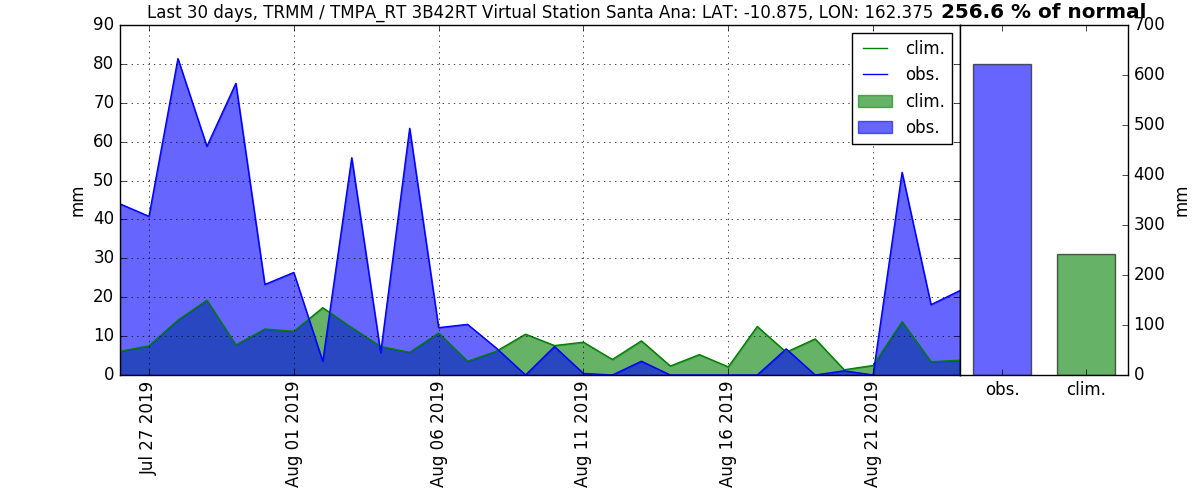 Last 30 days, TRMM / TMPA_RT 3B42RT Virtual Station Santa Ana: LAT: -10.875, LON: 162.375 256.6 % of normal
90
80
70
60
50
40
30
20
10
0
mm
clim.
obs.
clim.
obs.
700
600
500
400
300
200
100
0
mm
obs. clim.
Jul 27 2019
Aug 01 2019
Aug 06 2019
Aug 11 2019
Aug 16 2019
Aug 21 2019